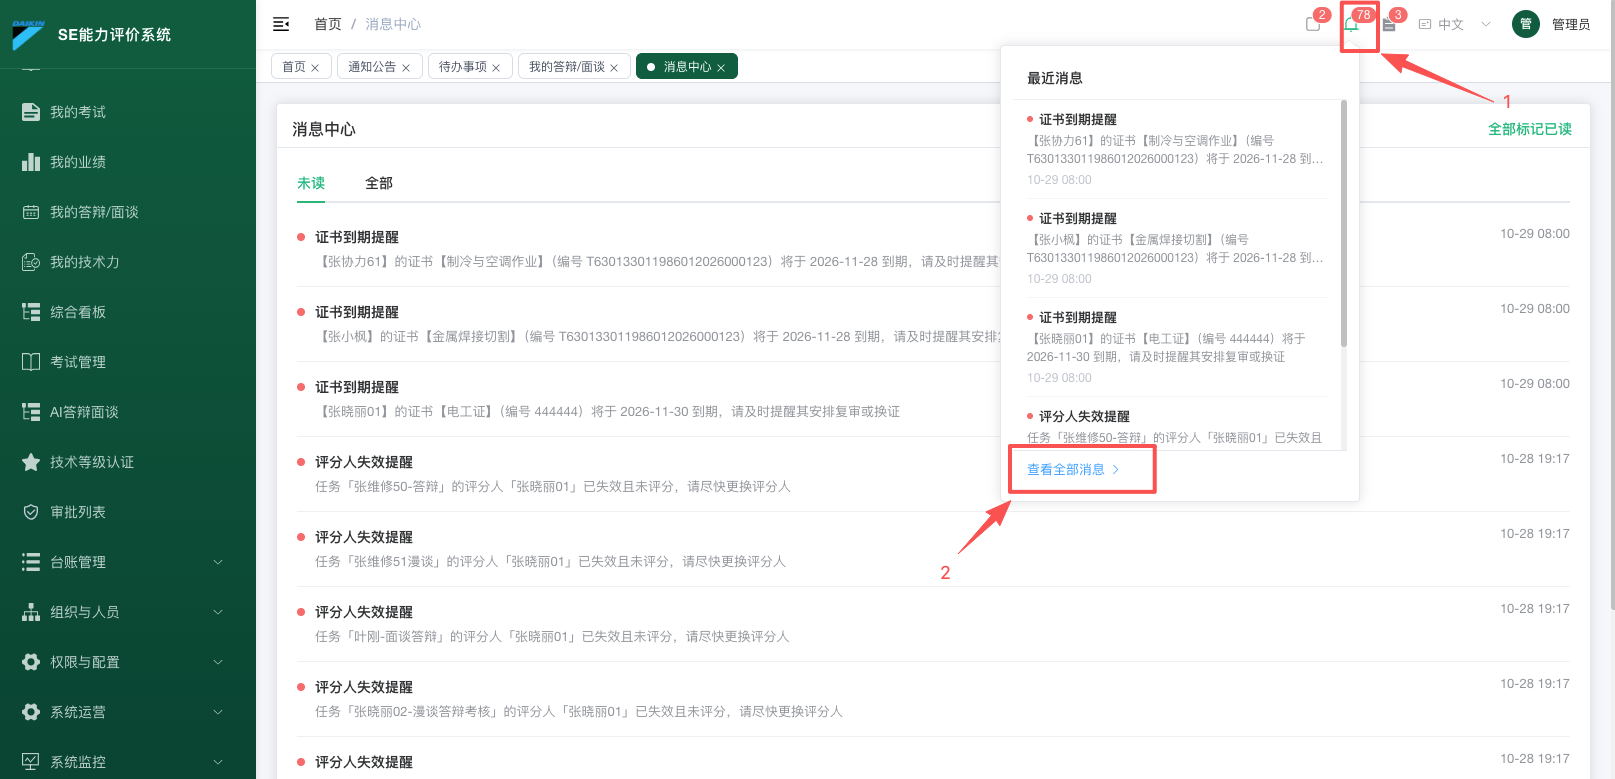 DAIKIN
SE能力评价系统
我的考试
我的业绩
我的答辩/面谈
我的技术力
综合看板
考试管理
AI答辩面谈
技术等级认证
审批列表
台账管理
组织与人员
权限与配置
系统运营
系统监控
首页 / 消息中心
2
78
3
中文
管
管理员
首页
通知公告
待办事项
我的答辩/面谈
消息中心
消息中心
全部标记已读
未读
全部
证书到期提醒
10-29 08:00
【张协力61】的证书【制冷与空调作业】（编号 T630133011986012026000123）将于 2026-11-28 到期，请及时提醒其
证书到期提醒
10-29 08:00
【张小枫】的证书【金属焊接切割】（编号 T630133011986012026000123）将于 2026-11-28 到期，请及时提醒其安排
证书到期提醒
10-29 08:00
【张晓丽01】的证书【电工证】（编号 444444）将于 2026-11-30 到期，请及时提醒其安排复审或换证
评分人失效提醒
10-28 19:17
任务「张维修50-答辩」的评分人「张晓丽01」已失效且未评分，请尽快更换评分人
评分人失效提醒
10-28 19:17
任务「张维修51漫谈」的评分人「张晓丽01」已失效且未评分，请尽快更换评分人
评分人失效提醒
10-28 19:17
任务「叶刚-面谈答辩」的评分人「张晓丽01」已失效且未评分，请尽快更换评分人
评分人失效提醒
10-28 19:17
任务「张晓丽02-漫谈答辩考核」的评分人「张晓丽01」已失效且未评分，请尽快更换评分人
评分人失效提醒
10-28 19:17
最近消息
证书到期提醒
【张协力61】的证书【制冷与空调作业】（编号
T630133011986012026000123）将于 2026-11-28 到...
10-29 08:00
证书到期提醒
【张小枫】的证书【金属焊接切割】（编号
T630133011986012026000123）将于 2026-11-28 到...
10-29 08:00
证书到期提醒
【张晓丽01】的证书【电工证】（编号 444444）将于
2026-11-30 到期，请及时提醒其安排复审或换证
10-29 08:00
评分人失效提醒
任务「张维修50-答辩」的评分人「张晓丽01」已失效且
查看全部消息
1
2